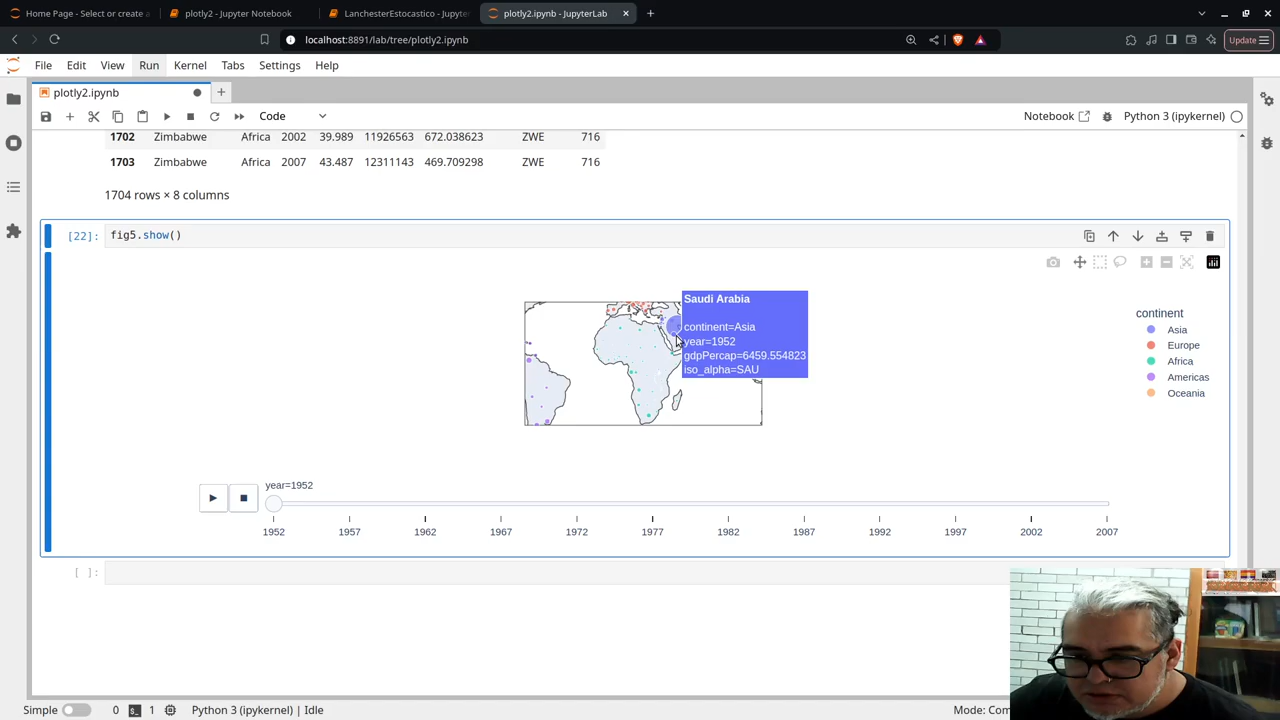 Home Page - Select or create a
plotly2 - Jupyter Notebook
LanchesterEstocastico - Jupyter
plotly2.ipynb - JupyterLab
localhost:8891/lab/tree/plotly2.ipynb
Update
File Edit View Run Kernel Tabs Settings Help
plotly2.ipynb
Code
Notebook
Python 3 (ipykernel)
1702 Zimbabwe Africa 2002 39.989 11926563 672.038623 ZWE 716
1703 Zimbabwe Africa 2007 43.487 12311143 469.709298 ZWE 716
1704 rows × 8 columns
[22]: fig5.show()
Saudi Arabia
continent=Asia
year=1952
gdpPercap=6459.554823
iso_alpha=SAU
continent
Asia
Europe
Africa
Americas
Oceania
year=1952
1952 1957 1962 1967 1972 1977 1982 1987 1992 1997 2002 2007
[ ]:
Simple 0 1 Python 3 (ipykernel) | Idle Mode: Com